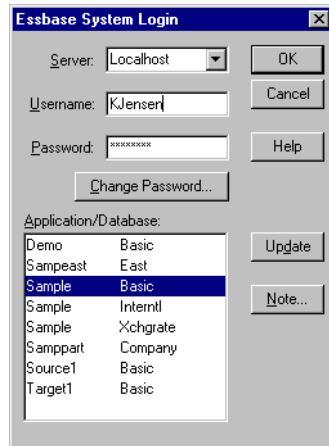 Essbase System Login
Server: Localhost OK
Username: KJensen Cancel
Password: ******** Help
Change Password...
Application/Database:
Demo Basic
Sampeast East Update
Sample Basic
Sample Interntl Note...
Sample Xchgrate
Samppart Company
Source1 Basic
Target1 Basic